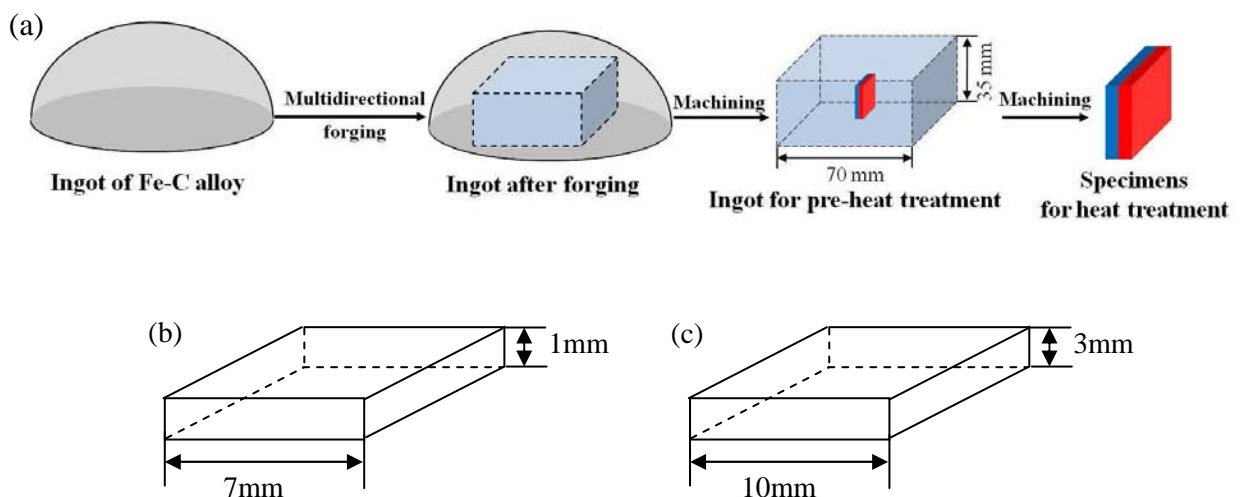 (a)
Multidirectional
forging
Machining
35 mm
Machining
70 mm
Ingot of Fe-C alloy
Ingot after forging
Ingot for pre-heat treatment
Specimens
for heat treatment
(b)
1mm
7mm
(c)
3mm
10mm